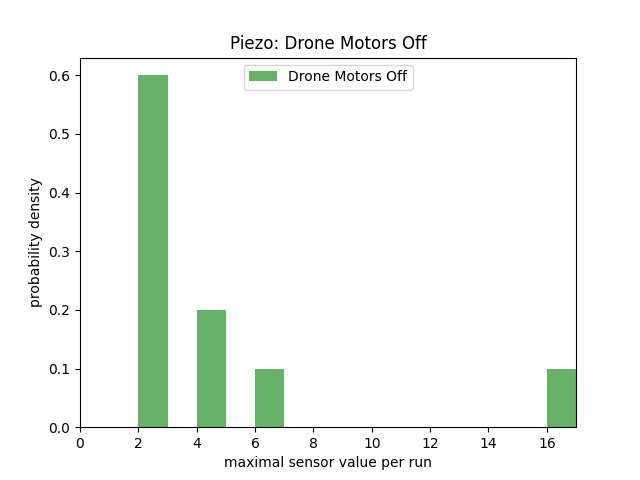 Piezo: Drone Motors Off
Drone Motors Off
probability density
0.6
0.5
0.4
0.3
0.2
0.1
0.0
0 2 4 6 8 10 12 14 16
maximal sensor value per run